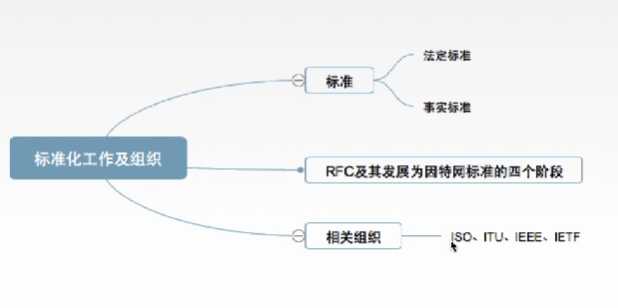 法定标准
标准
事实标准
标准化工作及组织
RFC及其发展为因特网标准的四个阶段
相关组织
ISO、ITU、IEEE、IETF